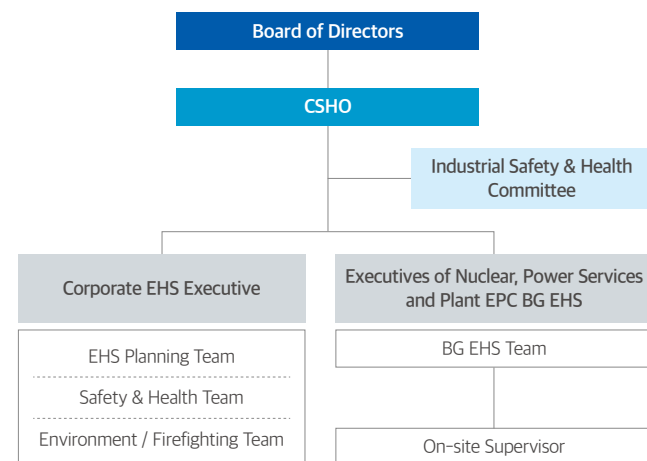 Board of Directors
CSHO
Industrial Safety & Health
Committee
Corporate EHS Executive
Executives of Nuclear, Power Services
and Plant EPC BG EHS
EHS Planning Team
Safety & Health Team
Environment / Firefighting Team
BG EHS Team
On-site Supervisor